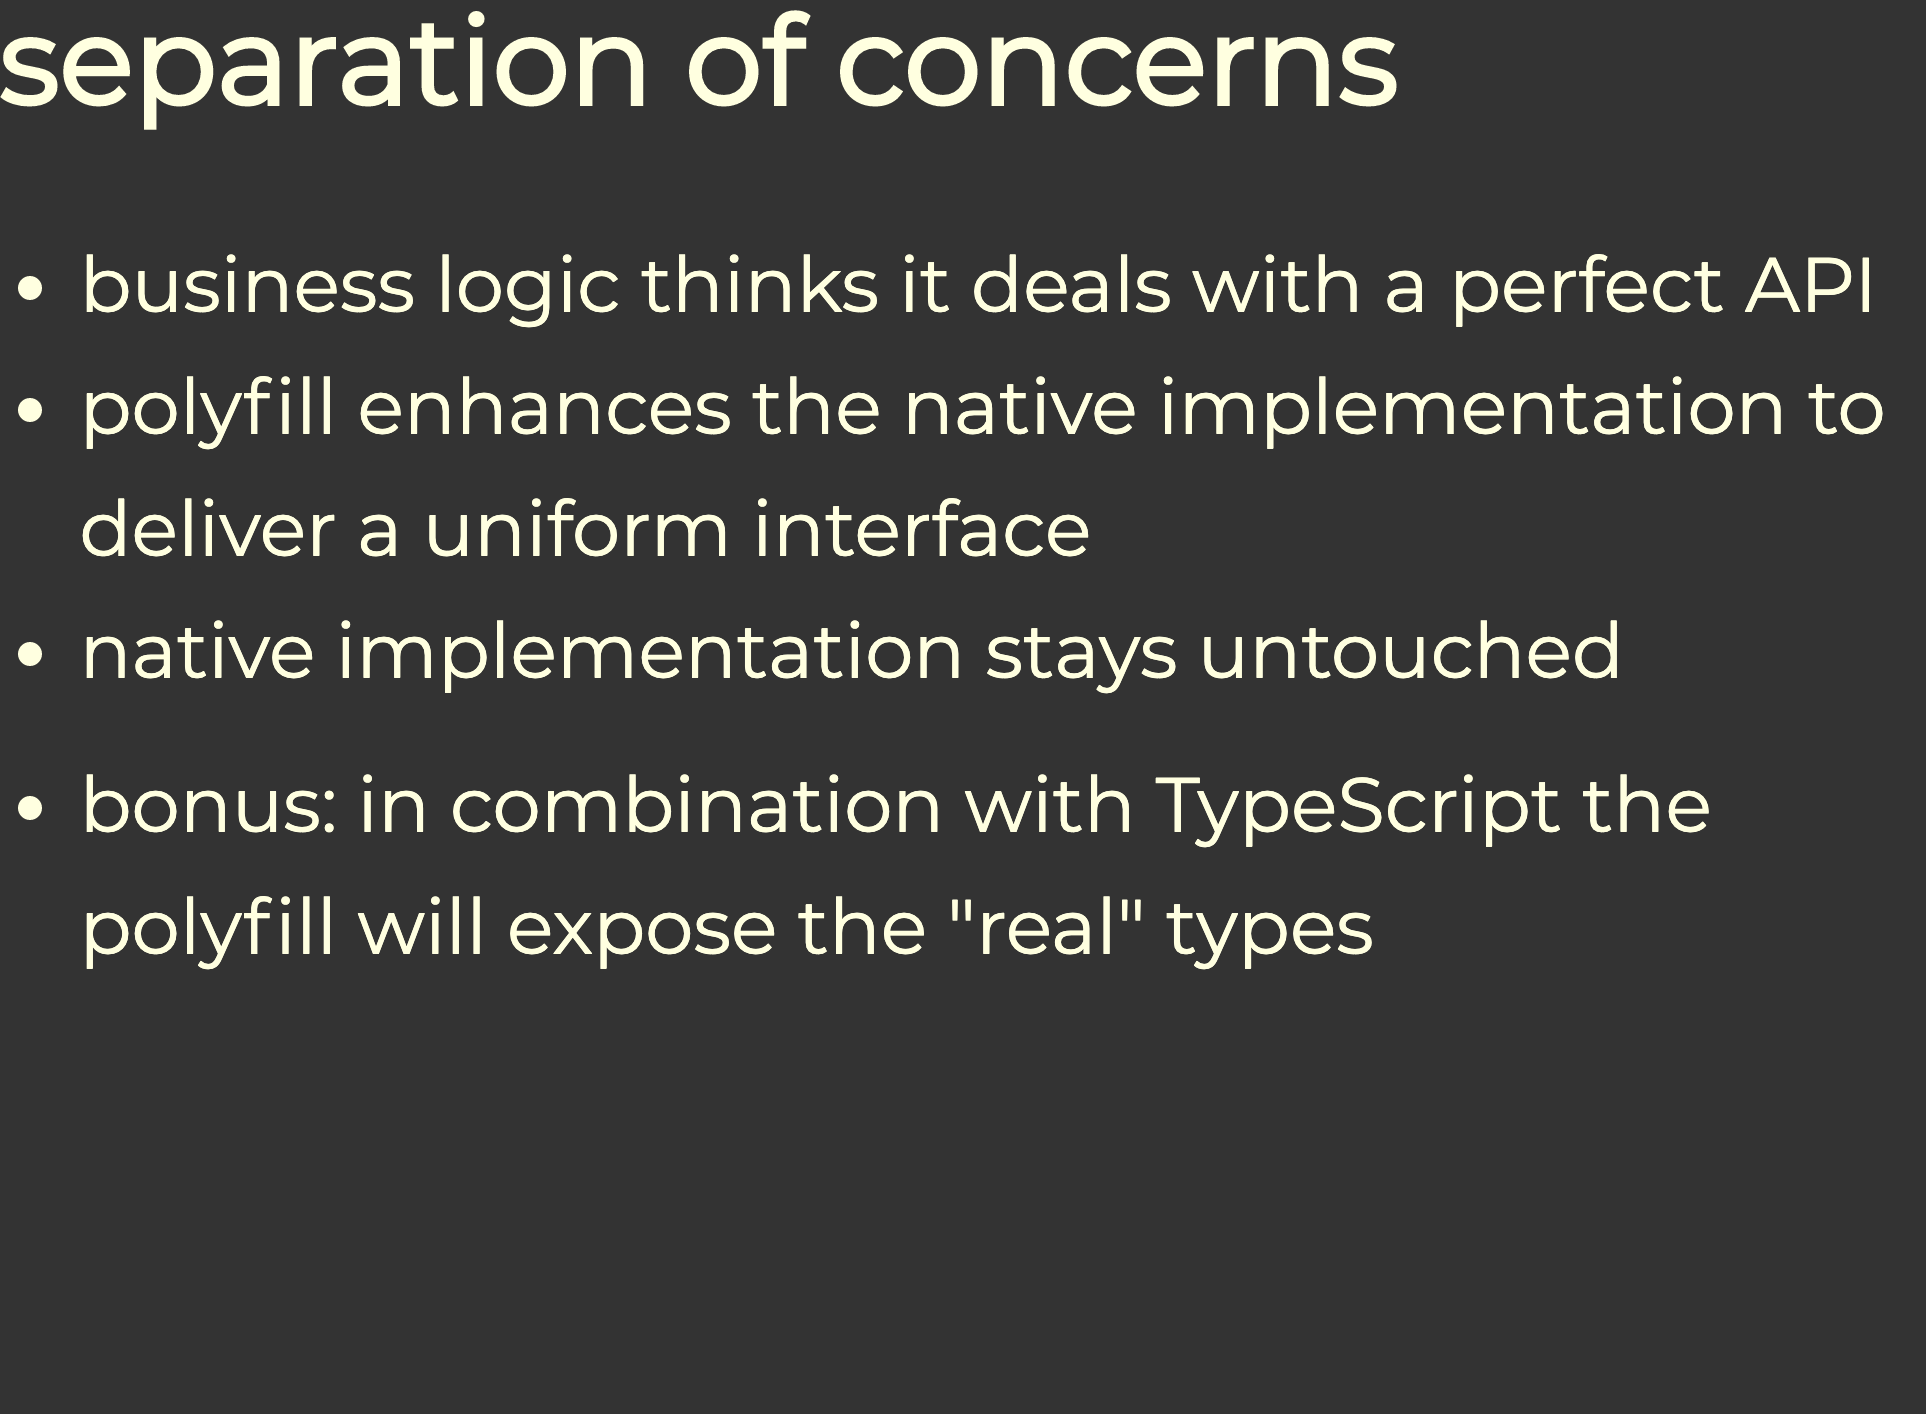 separation of concerns
• business logic thinks it deals with a perfect API
• polyfill enhances the native implementation to
deliver a uniform interface
• native implementation stays untouched
• bonus: in combination with TypeScript the
polyfill will expose the "real" types